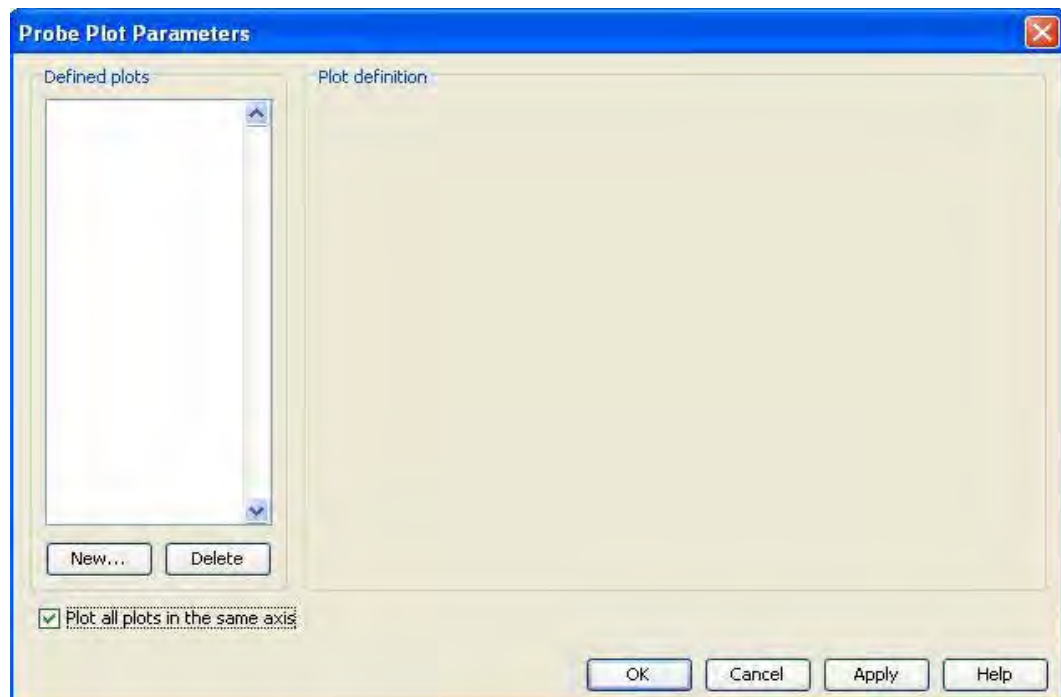 Probe Plot Parameters
Defined plots
Plot definition
New...
Delete
Plot all plots in the same axis
OK
Cancel
Apply
Help